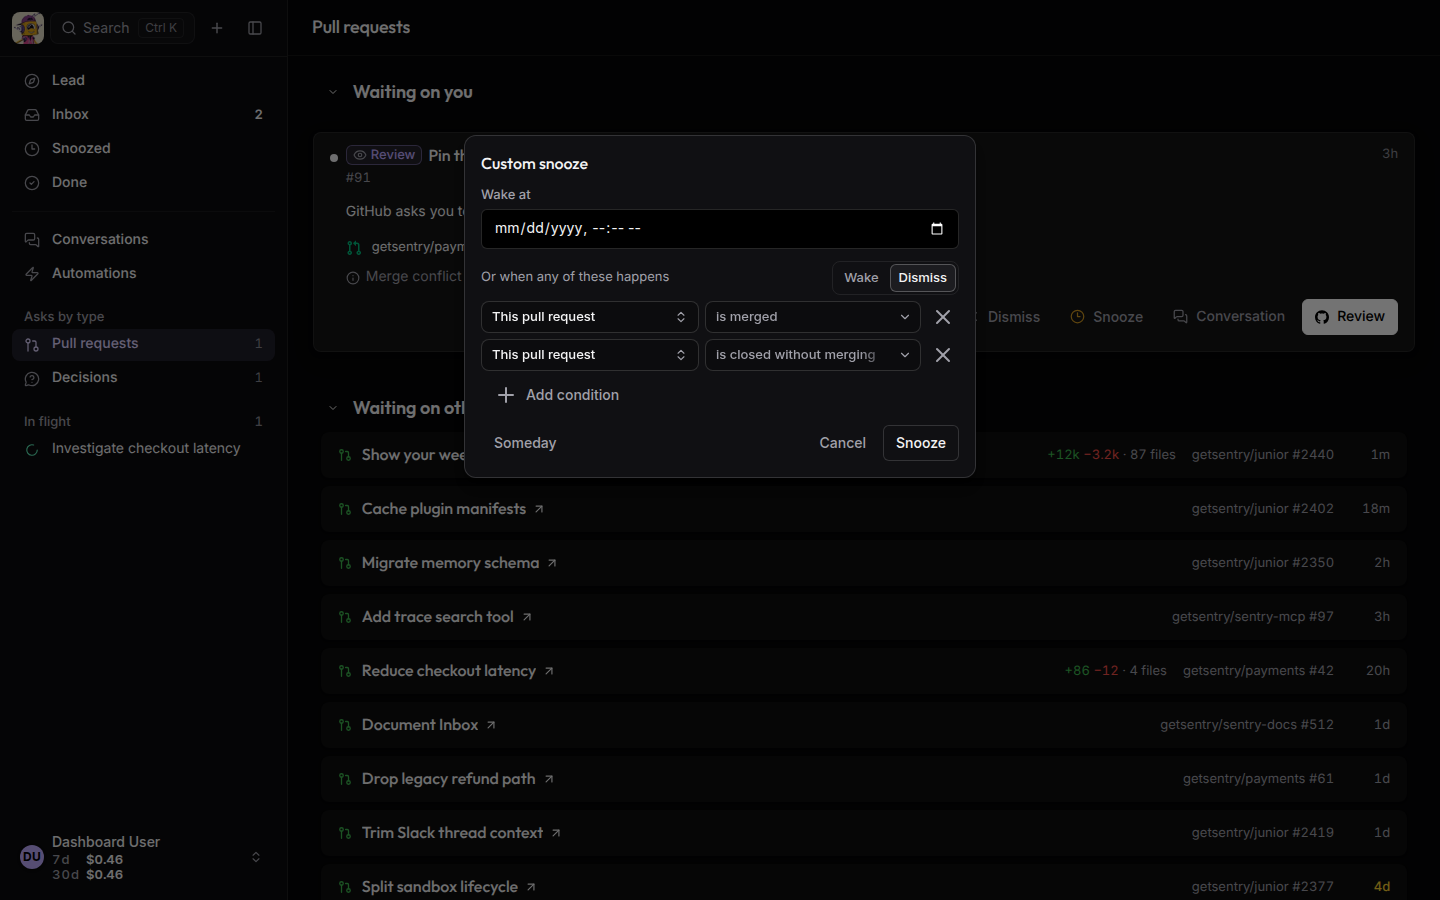 Search Ctrl K
Pull requests
Lead
Inbox 2
Snoozed
Done
Conversations
Automations
Asks by type
Pull requests 1
Decisions 1
In flight 1
Investigate checkout latency
Dashboard User
DU
7d $0.46
30d $0.46
Waiting on you
Review Pin th
3h
#91
GitHub asks you t
getsentry/paym
Merge conflict
Dismiss Snooze Conversation Review
Custom snooze
Wake at
mm/dd/yyyy, --:-- --
Or when any of these happens Wake Dismiss
This pull request is merged
This pull request is closed without merging
Add condition
Someday Cancel Snooze
Waiting on ot
Show your wee +12k −3.2k · 87 files getsentry/junior #2440 1m
Cache plugin manifests getsentry/junior #2402 18m
Migrate memory schema getsentry/junior #2350 2h
Add trace search tool getsentry/sentry-mcp #97 3h
Reduce checkout latency +86 −12 · 4 files getsentry/payments #42 20h
Document Inbox getsentry/sentry-docs #512 1d
Drop legacy refund path getsentry/payments #61 1d
Trim Slack thread context getsentry/junior #2419 1d
Split sandbox lifecycle getsentry/junior #2377 4d